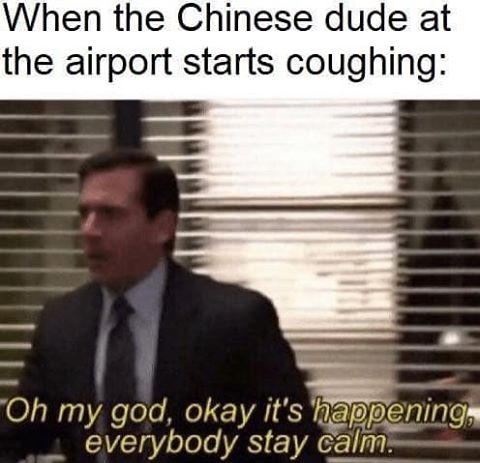 When the Chinese dude at
the airport starts coughing:
Oh my god, okay it's happening,
everybody stay calm.